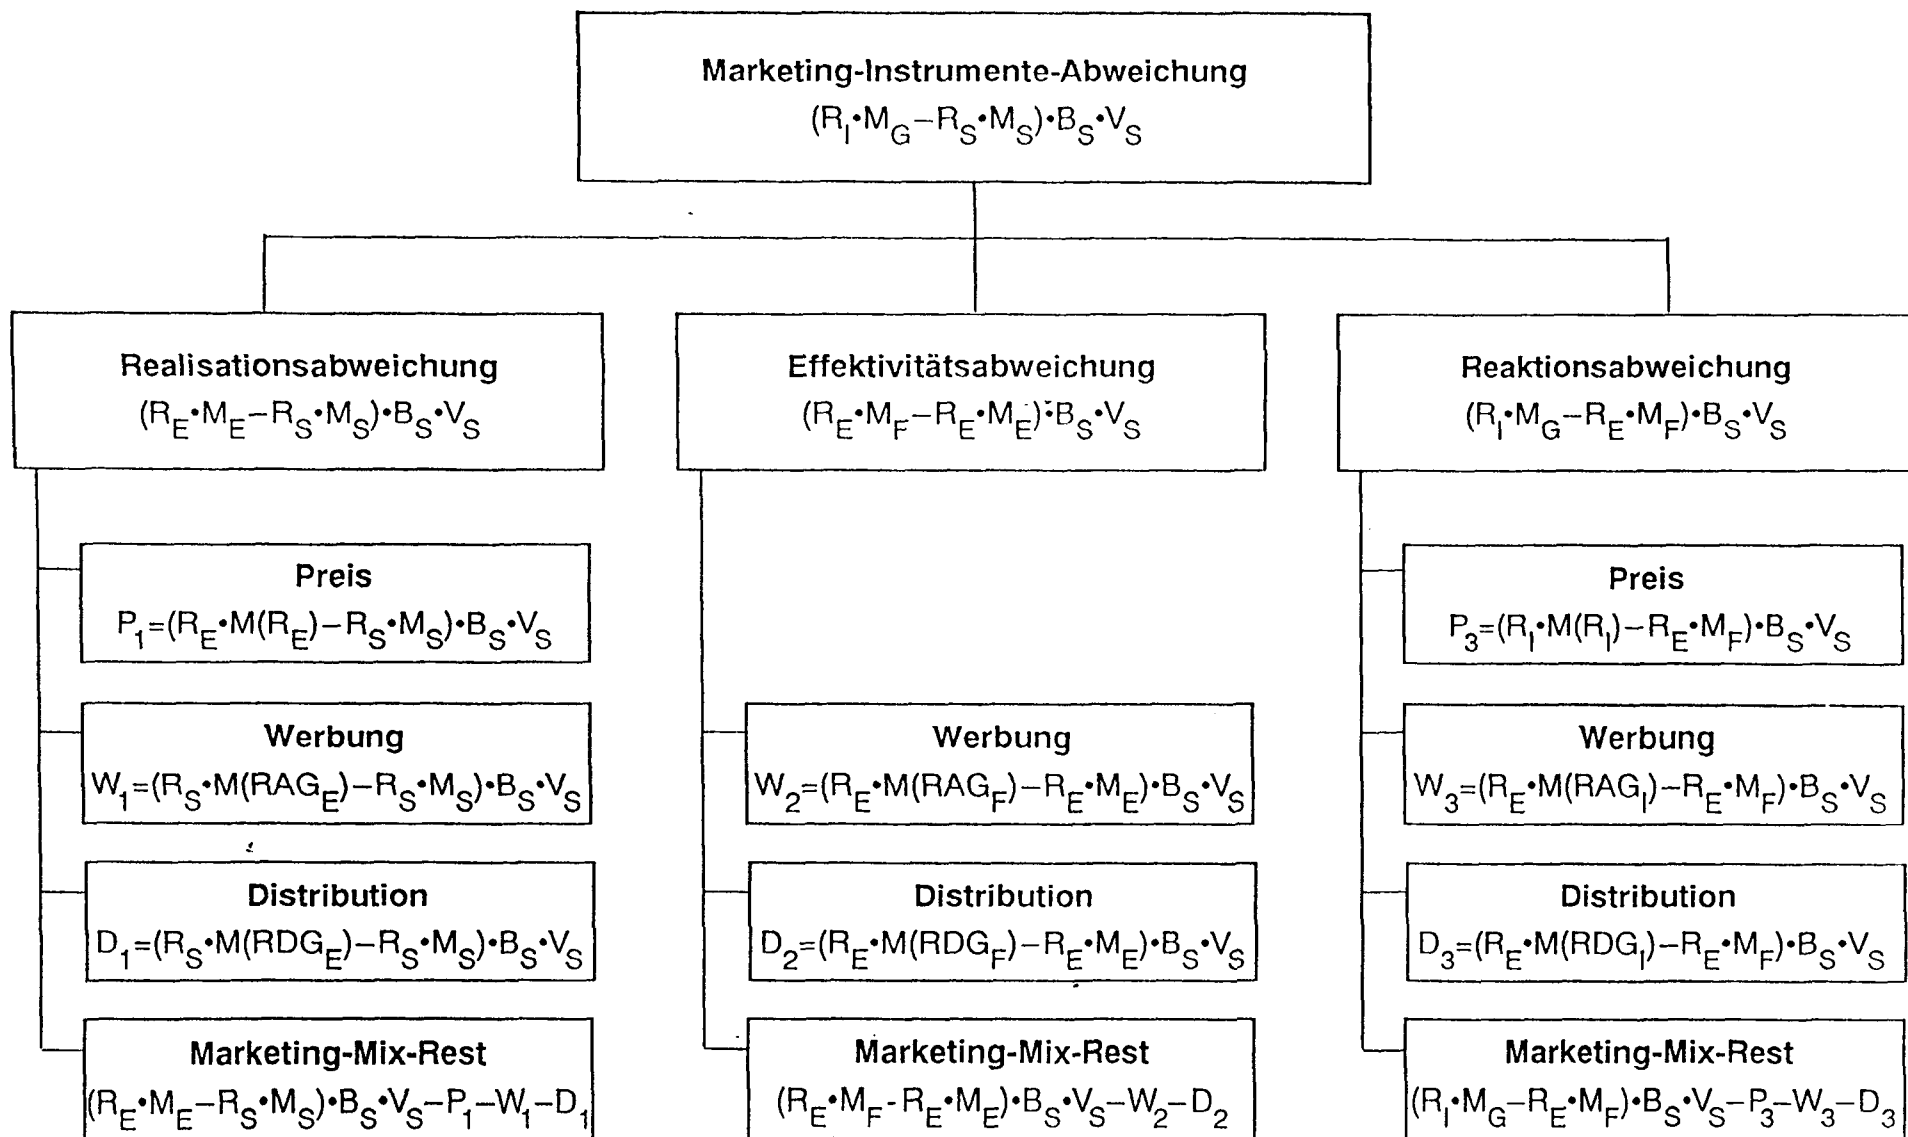 Marketing-Instrumente-Abweichung
(R_I•M_G–R_S•M_S)•B_S•V_S
Realisationsabweichung
(R_E•M_E–R_S•M_S)•B_S•V_S
Preis
P_1=(R_E•M(R_E)–R_S•M_S)•B_S•V_S
Werbung
W_1=(R_S•M(RAG_E)–R_S•M_S)•B_S•V_S
Distribution
D_1=(R_S•M(RDG_E)–R_S•M_S)•B_S•V_S
Marketing-Mix-Rest
(R_E•M_E–R_S•M_S)•B_S•V_S–P_1–W_1–D_1
Effektivitätsabweichung
(R_E•M_F–R_E•M_E)•B_S•V_S
Werbung
W_2=(R_E•M(RAG_F)–R_E•M_E)•B_S•V_S
Distribution
D_2=(R_E•M(RDG_F)–R_E•M_E)•B_S•V_S
Marketing-Mix-Rest
(R_E•M_F-R_E•M_E)•B_S•V_S–W_2–D_2
Reaktionsabweichung
(R_I•M_G–R_E•M_F)•B_S•V_S
Preis
P_3=(R_I•M(R_I)–R_E•M_F)•B_S•V_S
Werbung
W_3=(R_E•M(RAG_I)–R_E•M_F)•B_S•V_S
Distribution
D_3=(R_E•M(RDG_I)–R_E•M_F)•B_S•V_S
Marketing-Mix-Rest
(R_I•M_G–R_E•M_F)•B_S•V_S–P_3–W_3–D_3